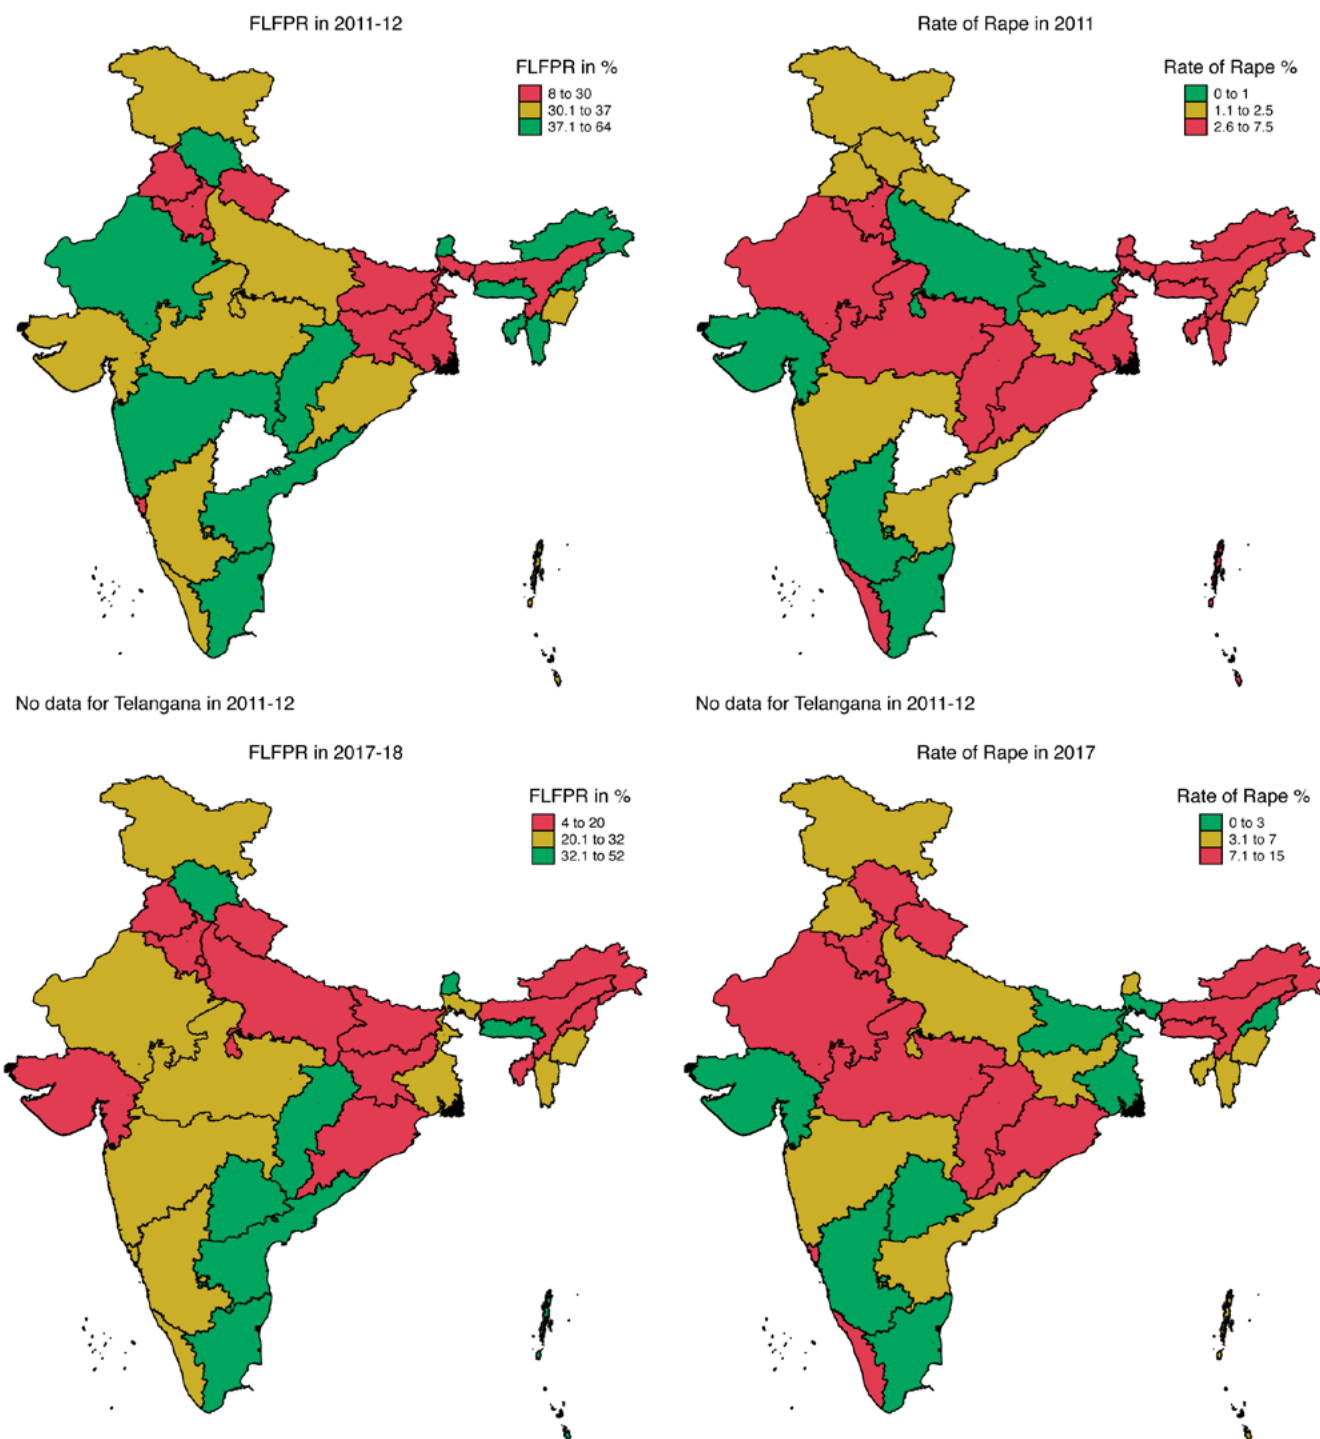 FLFPR in 2011-12
FLFPR in %
8 to 30
30.1 to 37
37.1 to 64
Rate of Rape in 2011
Rate of Rape %
0 to 1
1.1 to 2.5
2.6 to 7.5
No data for Telangana in 2011-12
No data for Telangana in 2011-12
FLFPR in 2017-18
FLFPR in %
4 to 20
20.1 to 32
32.1 to 52
Rate of Rape in 2017
Rate of Rape %
0 to 3
3.1 to 7
7.1 to 15